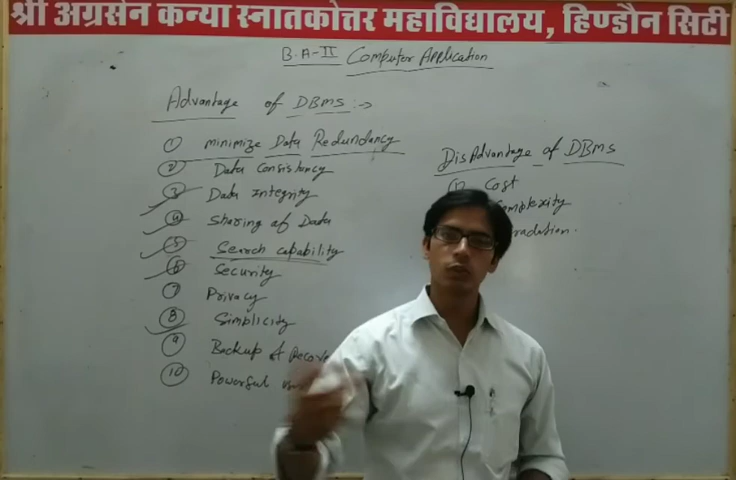 श्री अग्रसेन कन्या स्नातकोत्तर महाविद्यालय, हिण्डौन सिटी
B.A-II Computer Application
Advantage of DBMS :->
① minimize Data Redundancy
② Data Consistancy
③ Data Integrity
④ Sharing of Data
⑤ Search capability
⑥ Security
⑦ Privacy
⑧ Simplicity
⑨ Backup &
⑩ Powerful
DisAdvantage of DBMS
Cost